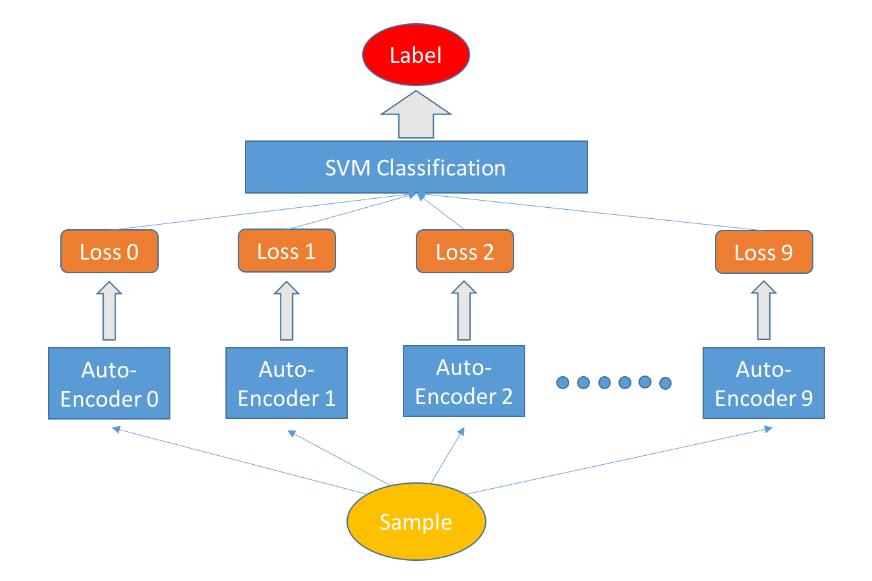 Label
SVM Classification
Loss 0
Loss 1
Loss 2
Loss 9
Auto-
Encoder 0
Auto-
Encoder 1
Auto-
Encoder 2
Auto-
Encoder 9
Sample